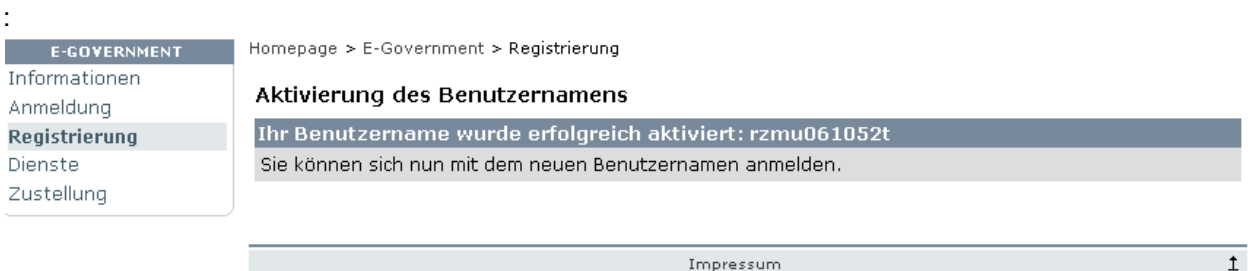 :
E-GOVERNMENT
Informationen
Anmeldung
Registrierung
Dienste
Zustellung
Homepage > E-Government > Registrierung
Aktivierung des Benutzernamens
Ihr Benutzername wurde erfolgreich aktiviert: rzmu061052t
Sie können sich nun mit dem neuen Benutzernamen anmelden.
Impressum ↥